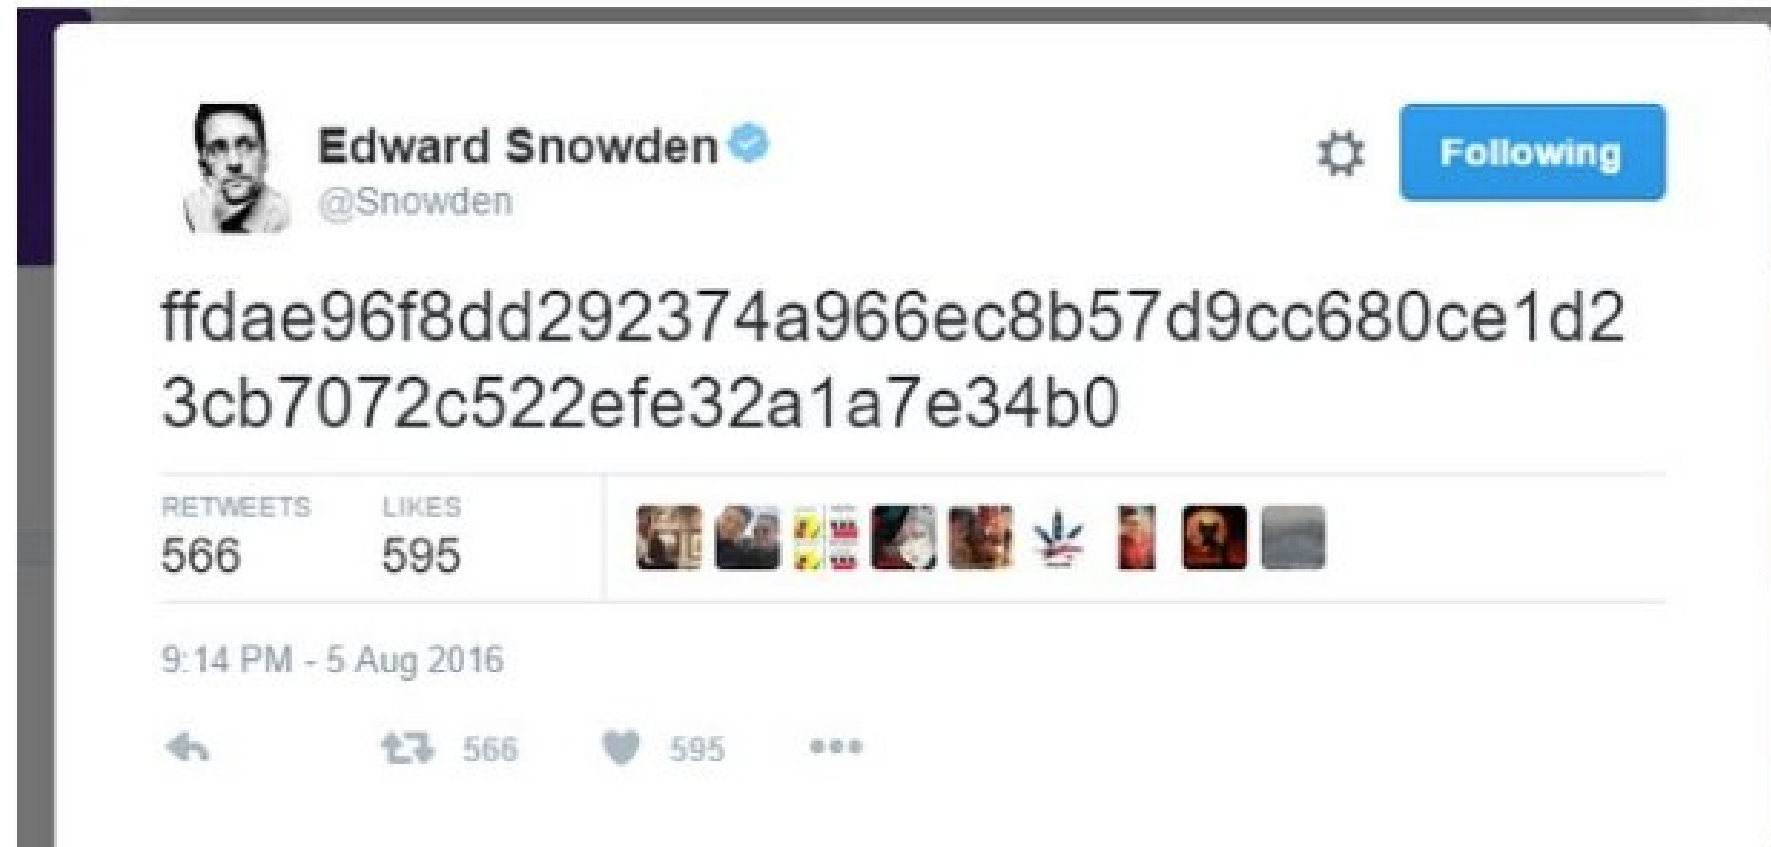 Edward Snowden
@Snowden
Following
ffdae96f8dd292374a966ec8b57d9cc680ce1d2
3cb7072c522efe32a1a7e34b0
RETWEETS LIKES
566 595
9:14 PM - 5 Aug 2016
566 595